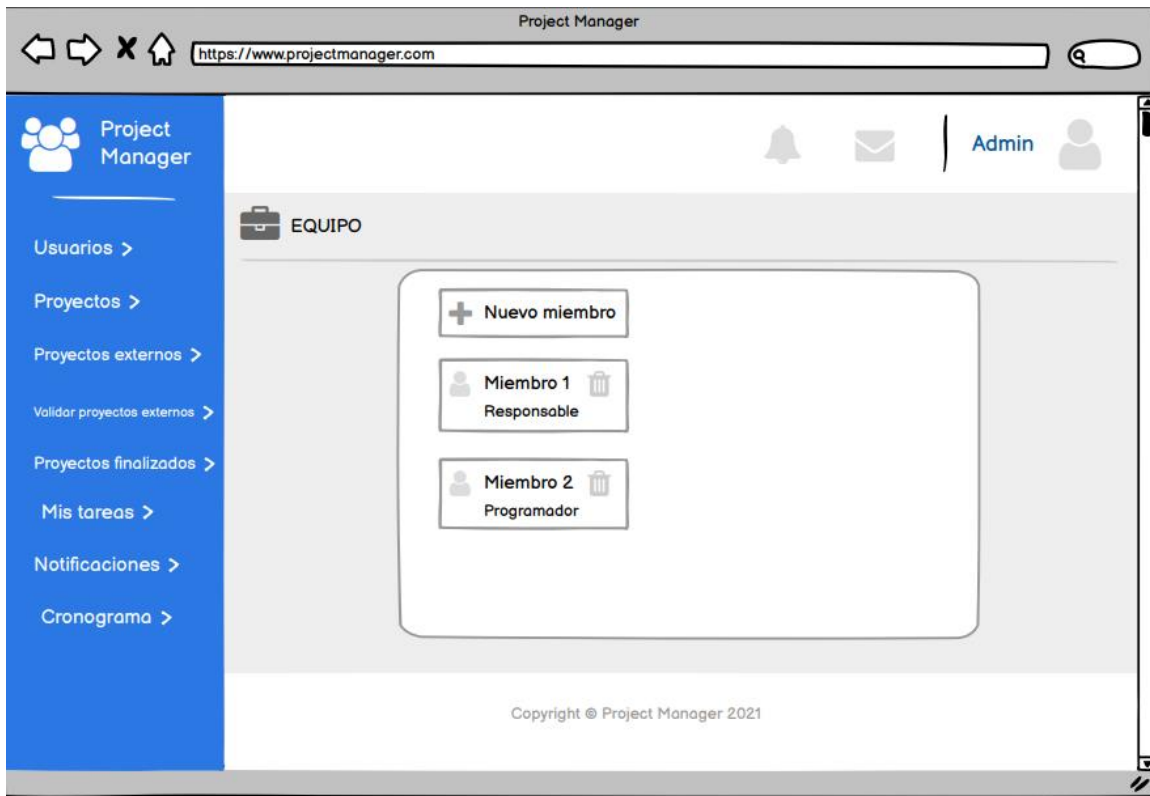 Project Manager
https://www.projectmanager.com
Project
Manager
Admin
Usuarios >
Proyectos >
Proyectos externos >
Validar proyectos externos >
Proyectos finalizados >
Mis tareas >
Notificaciones >
Cronograma >
EQUIPO
Nuevo miembro
Miembro 1
Responsable
Miembro 2
Programador
Copyright © Project Manager 2021